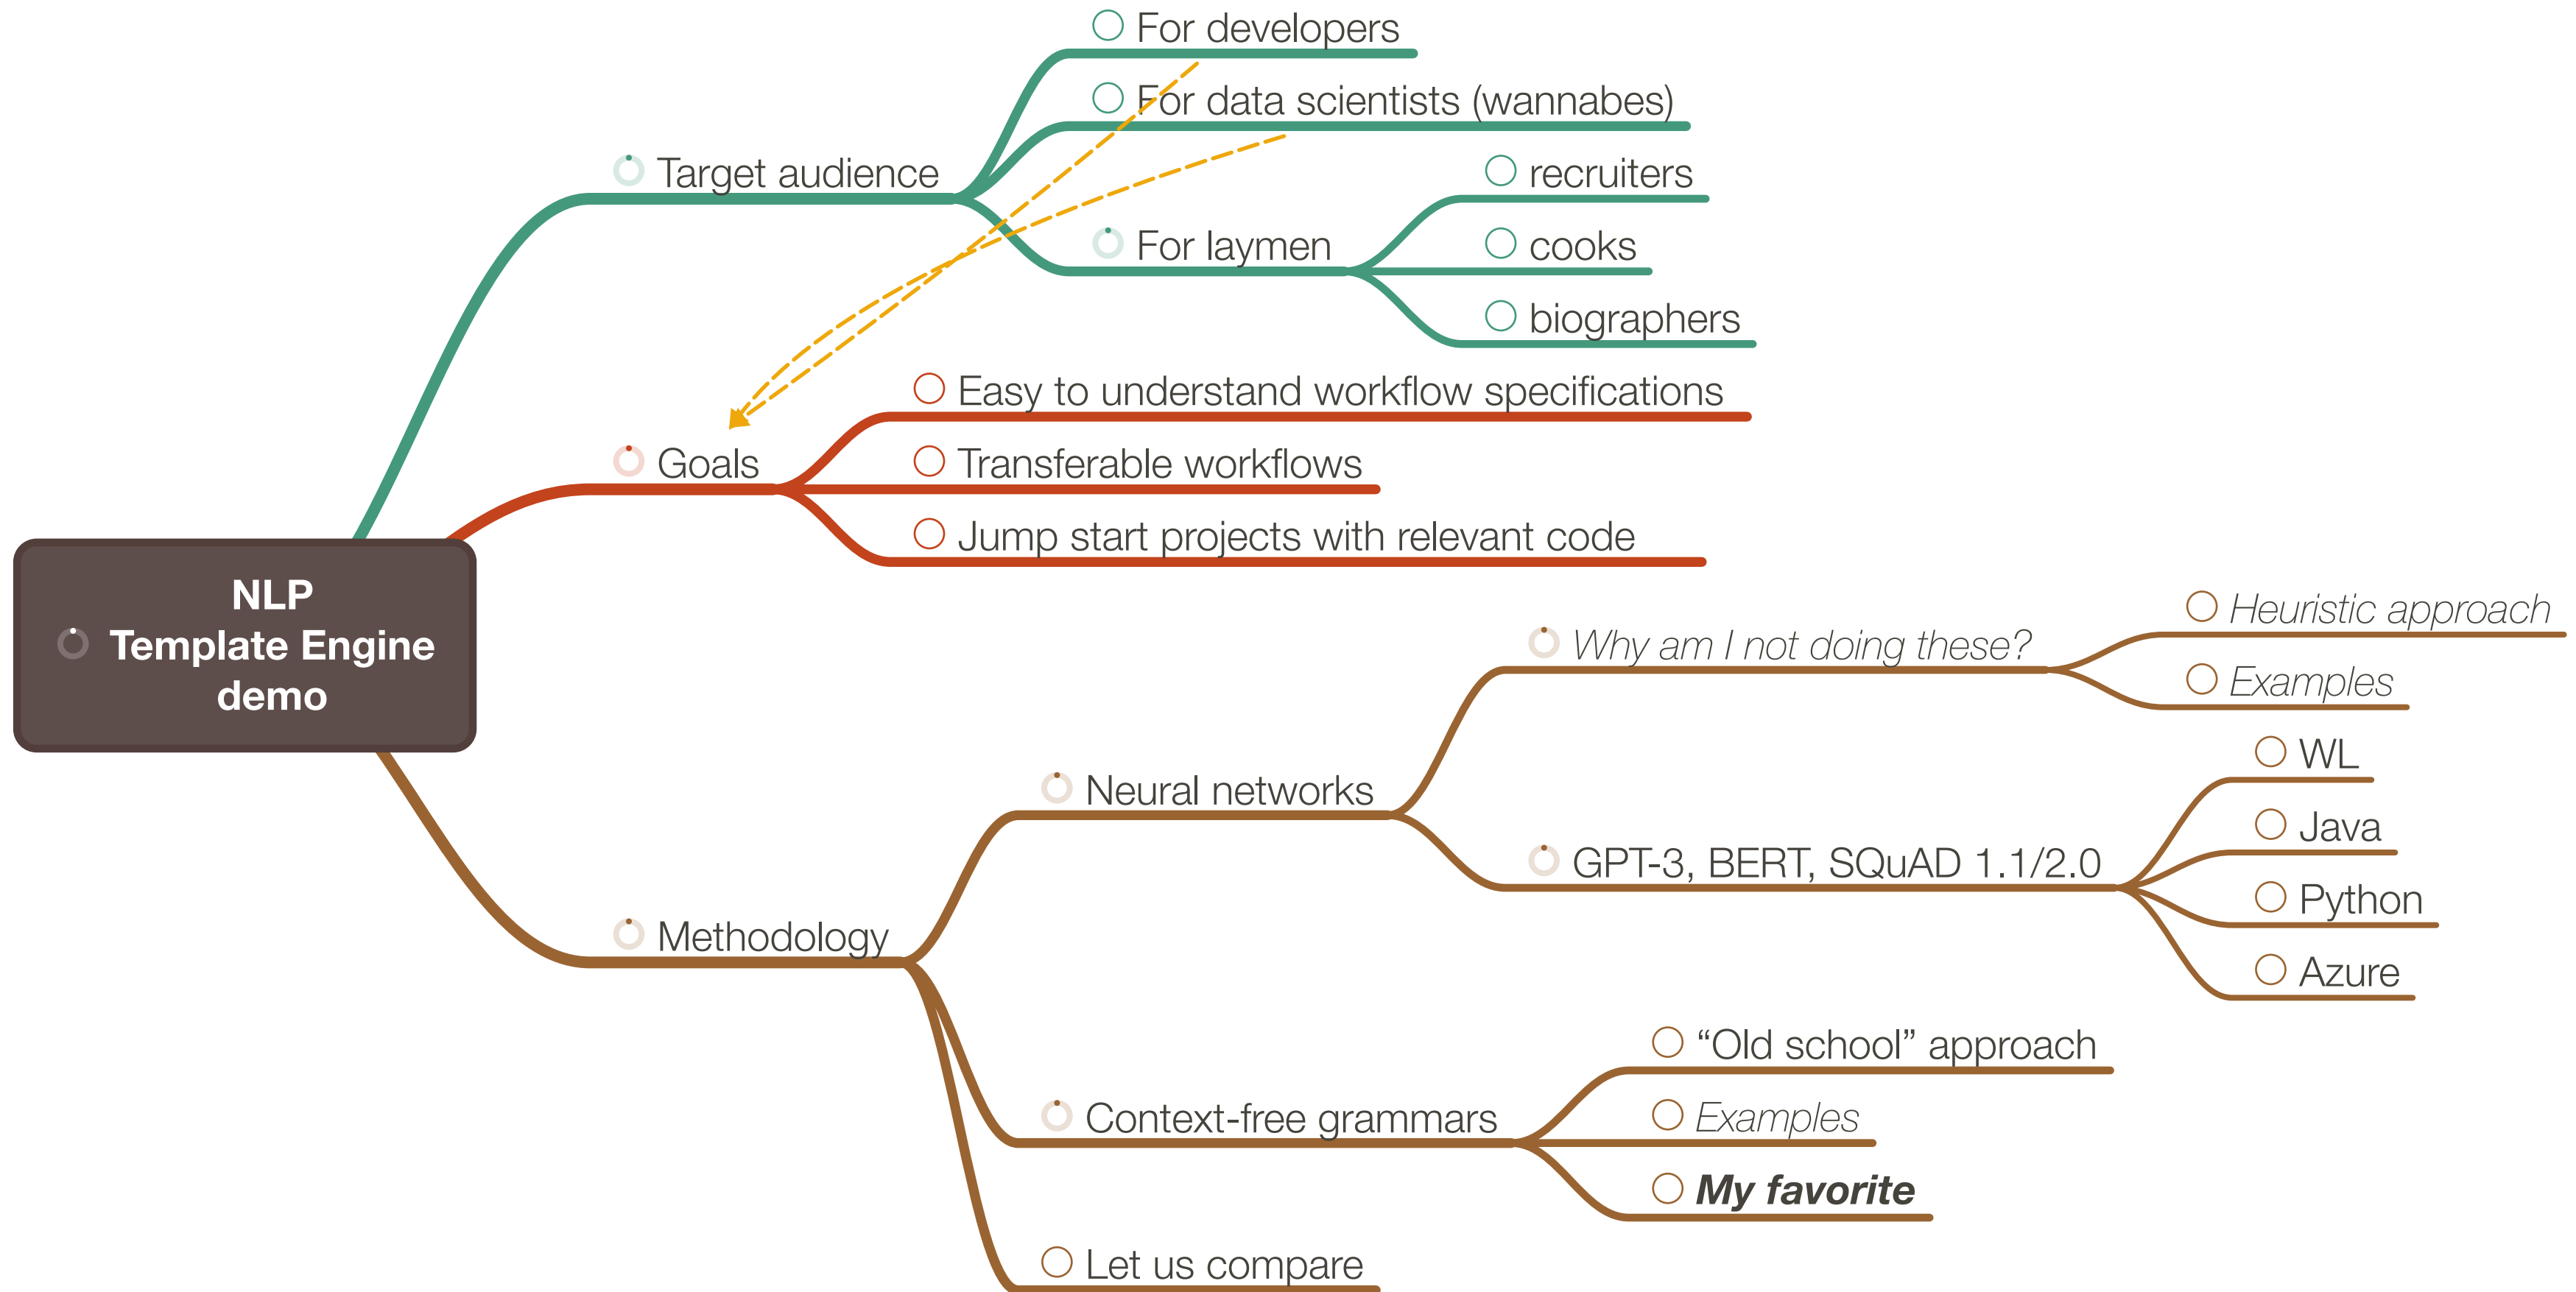 For developers
For data scientists (wannabes)
Target audience
recruiters
For laymen
cooks
biographers
Easy to understand workflow specifications
Goals
Transferable workflows
Jump start projects with relevant code
NLP
Template Engine
demo
Heuristic approach
Why am I not doing these?
Examples
WL
Neural networks
Java
GPT-3, BERT, SQuAD 1.1/2.0
Python
Methodology
Azure
“Old school” approach
Context-free grammars
Examples
My favorite
Let us compare